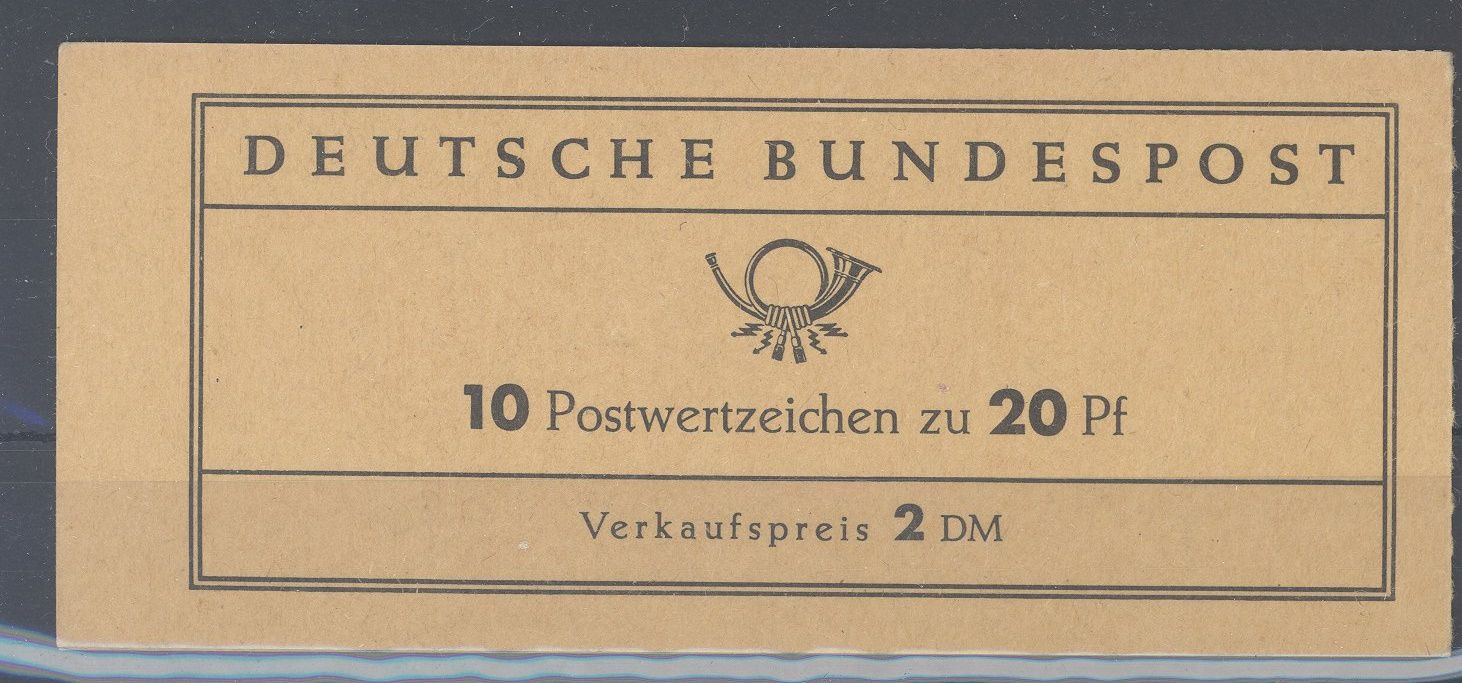 DEUTSCHE BUNDESPOST
10 Postwertzeichen zu 20 Pf
Verkaufspreis 2 DM